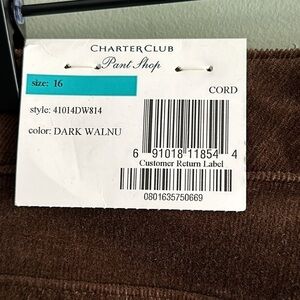 CHARTER CLUB
Pant Shop
size: 16
CORD
style: 41014DW814
color: DARK WALNU
6 91018 11854 4
Customer Return Label
0801635750669